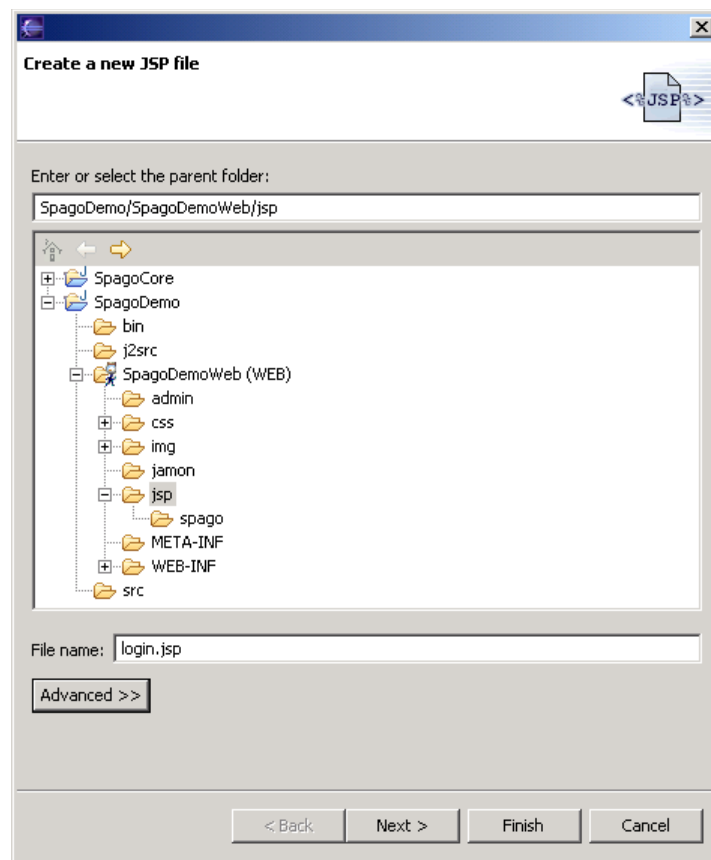 Create a new JSP file
<%JSP%>
Enter or select the parent folder:
SpagoDemo/SpagoDemoWeb/jsp
SpagoCore
SpagoDemo
bin
j2src
SpagoDemoWeb (WEB)
admin
css
img
jamon
jsp
spago
META-INF
WEB-INF
src
File name: login.jsp
Advanced >>
< Back Next > Finish Cancel